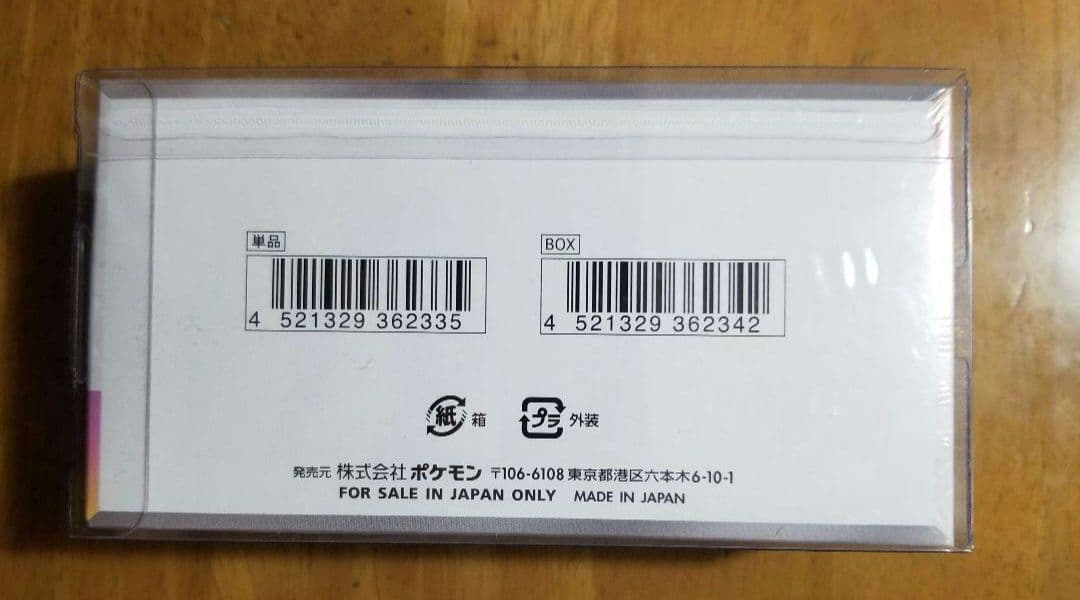 単品
BOX
4 521329 362335
4 521329 362342
紙 箱
プラ 外装
発売元 株式会社 ポケモン 〒106-6108 東京都港区六本木6-10-1
FOR SALE IN JAPAN ONLY MADE IN JAPAN